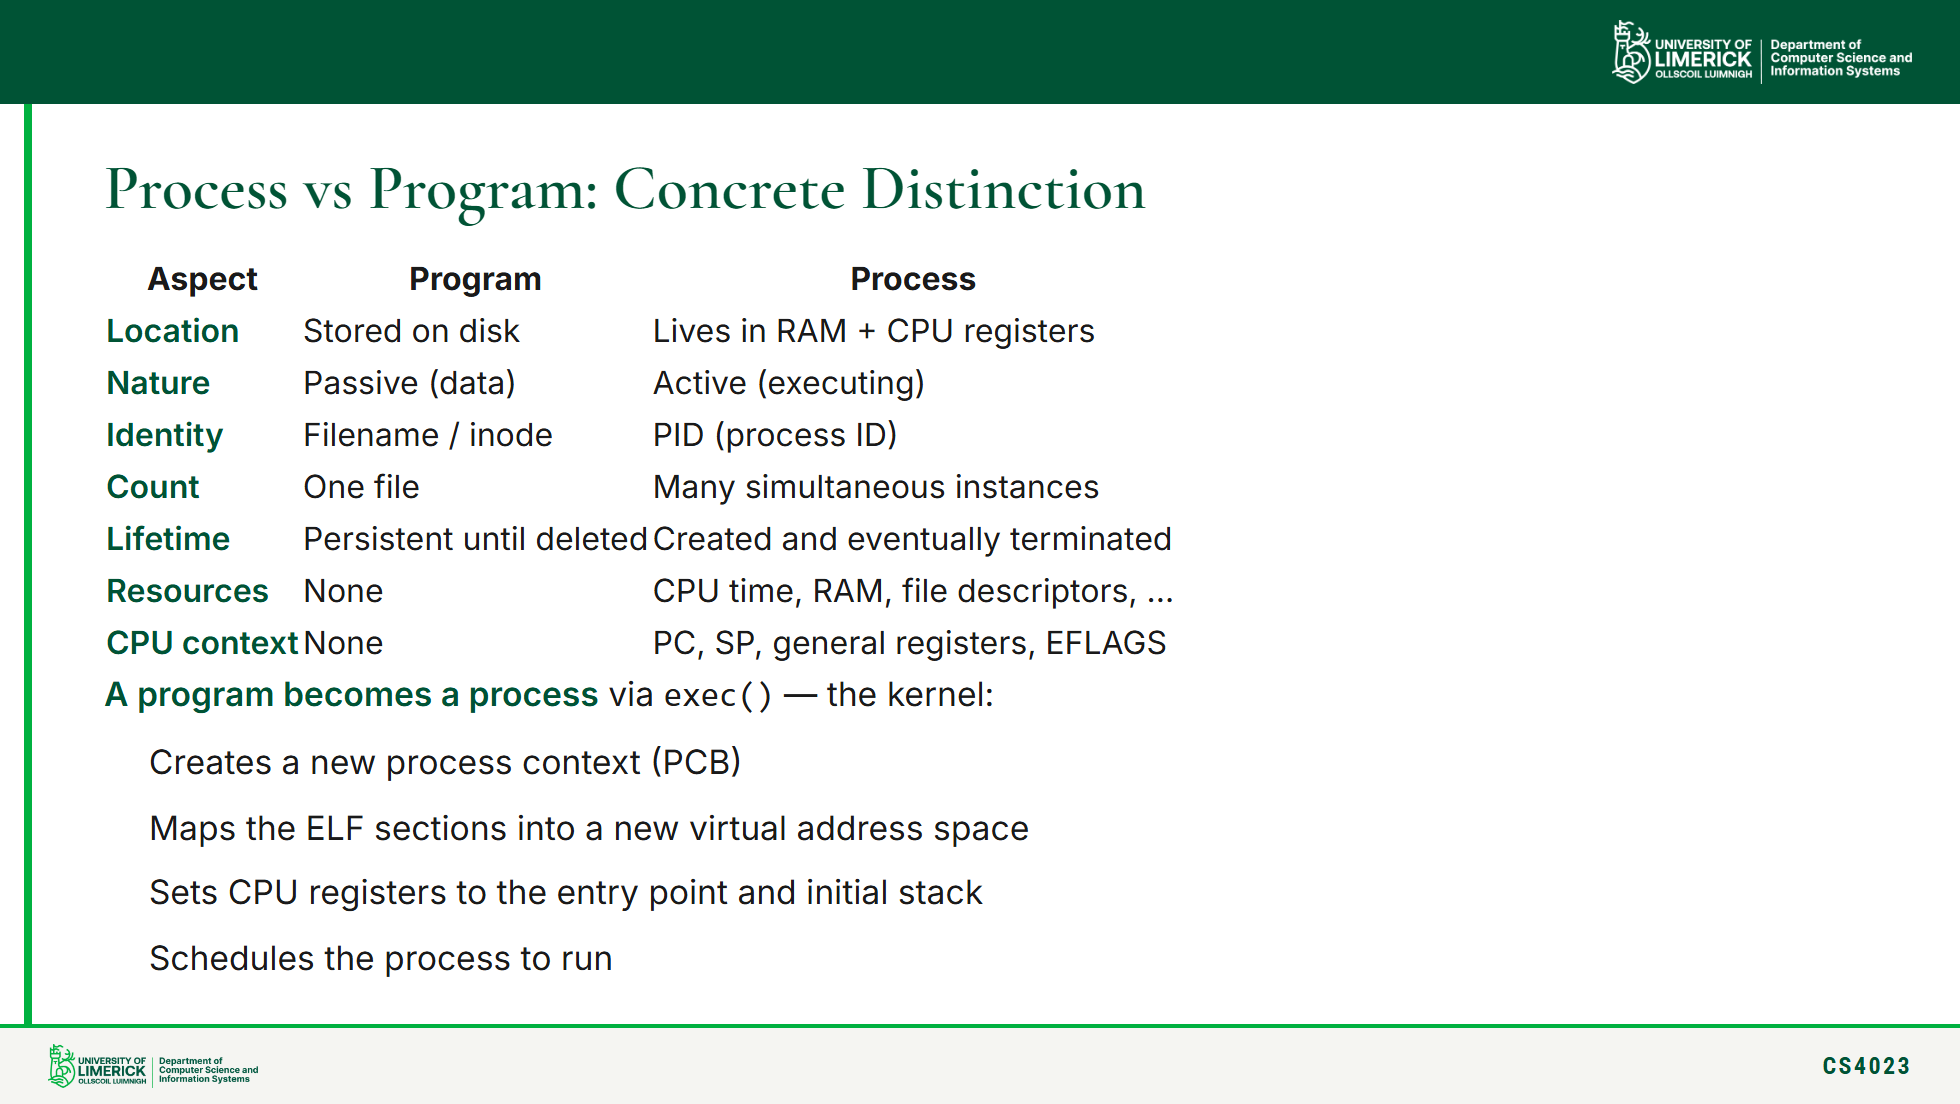 UNIVERSITY OF
LIMERICK
OLLSCOIL LUIMNIGH
Department of
Computer Science and
Information Systems
Process vs Program: Concrete Distinction
Aspect Program Process
Location Stored on disk Lives in RAM + CPU registers
Nature Passive (data) Active (executing)
Identity Filename / inode PID (process ID)
Count One file Many simultaneous instances
Lifetime Persistent until deleted Created and eventually terminated
Resources None CPU time, RAM, file descriptors, ...
CPU context None PC, SP, general registers, EFLAGS
A program becomes a process via exec() — the kernel:
Creates a new process context (PCB)
Maps the ELF sections into a new virtual address space
Sets CPU registers to the entry point and initial stack
Schedules the process to run
UNIVERSITY OF
LIMERICK
OLLSCOIL LUIMNIGH
Department of
Computer Science and
Information Systems
CS4023